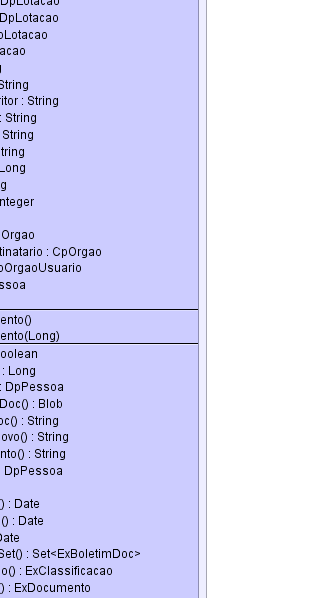 DpLotacao
DpLotacao
pLotacao
acao
g
String
itor : String
: String
String
tring
Long
g
nteger
Orgao
tinatario : CpOrgao
pOrgaoUsuario
ssoa
ento()
ento(Long)
oolean
: Long
: DpPessoa
Doc() : Blob
oc() : String
ovo() : String
nto() : String
DpPessoa
) : Date
() : Date
Date
Set() : Set<ExBoletimDoc>
o() : ExClassificacao
) : ExDocumento